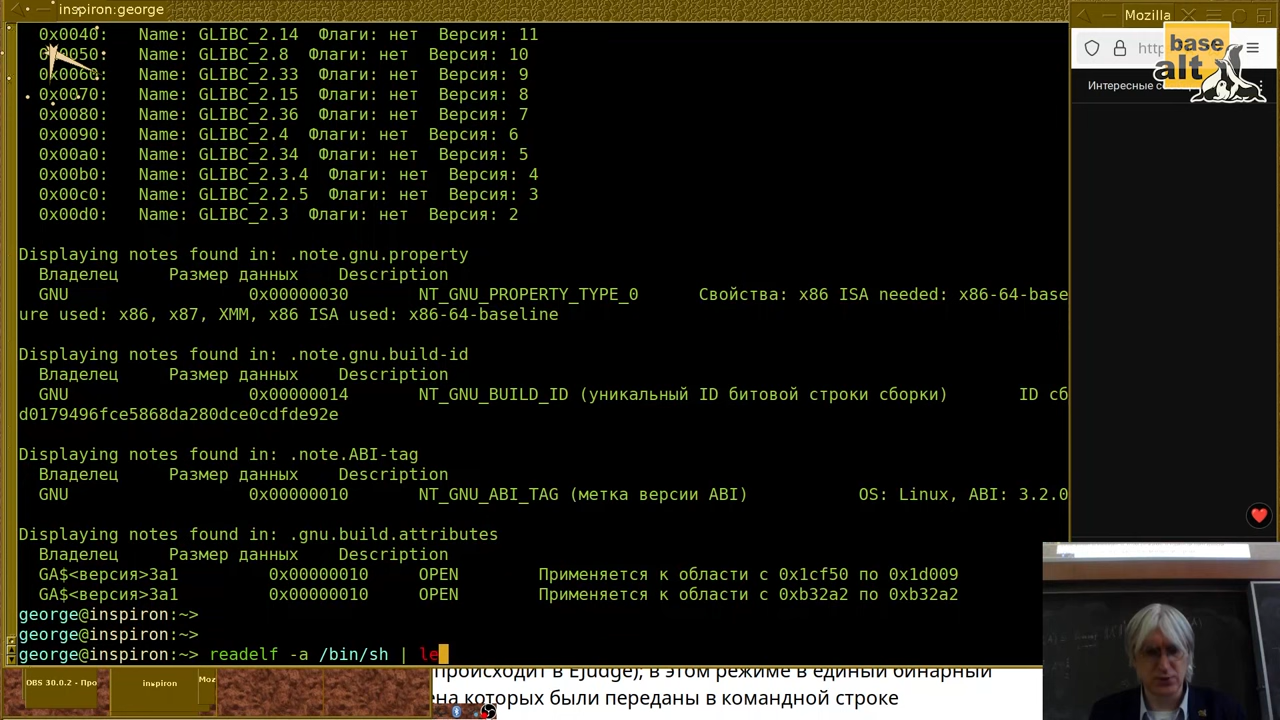 inspiron:george
0x0040: Name: GLIBC_2.14 Флаги: нет Версия: 11
0x0050: Name: GLIBC_2.8 Флаги: нет Версия: 10
0x0060: Name: GLIBC_2.33 Флаги: нет Версия: 9
0x0070: Name: GLIBC_2.15 Флаги: нет Версия: 8
0x0080: Name: GLIBC_2.36 Флаги: нет Версия: 7
0x0090: Name: GLIBC_2.4 Флаги: нет Версия: 6
0x00a0: Name: GLIBC_2.34 Флаги: нет Версия: 5
0x00b0: Name: GLIBC_2.3.4 Флаги: нет Версия: 4
0x00c0: Name: GLIBC_2.2.5 Флаги: нет Версия: 3
0x00d0: Name: GLIBC_2.3 Флаги: нет Версия: 2
Displaying notes found in: .note.gnu.property
Владелец Размер данных Description
GNU 0x00000030 NT_GNU_PROPERTY_TYPE_0 Свойства: x86 ISA needed: x86-64-base
ure used: x86, x87, XMM, x86 ISA used: x86-64-baseline
Displaying notes found in: .note.gnu.build-id
Владелец Размер данных Description
GNU 0x00000014 NT_GNU_BUILD_ID (уникальный ID битовой строки сборки) ID сб
d0179496fce5868da280dce0cdfde92e
Displaying notes found in: .note.ABI-tag
Владелец Размер данных Description
GNU 0x00000010 NT_GNU_ABI_TAG (метка версии ABI) OS: Linux, ABI: 3.2.0
Displaying notes found in: .gnu.build.attributes
Владелец Размер данных Description
GA$<версия>3a1 0x00000010 OPEN Применяется к области с 0x1cf50 по 0x1d009
GA$<версия>3a1 0x00000010 OPEN Применяется к области с 0xb32a2 по 0xb32a2
george@inspiron:~>
george@inspiron:~>
george@inspiron:~> readelf -a /bin/sh | le
Mozilla
http
base
alt
Интересные с
происходит в EJudge), в этом режиме в единый бинарный
ена которых были переданы в командной строке
OBS 30.0.2 - Про
inspiron
Moz